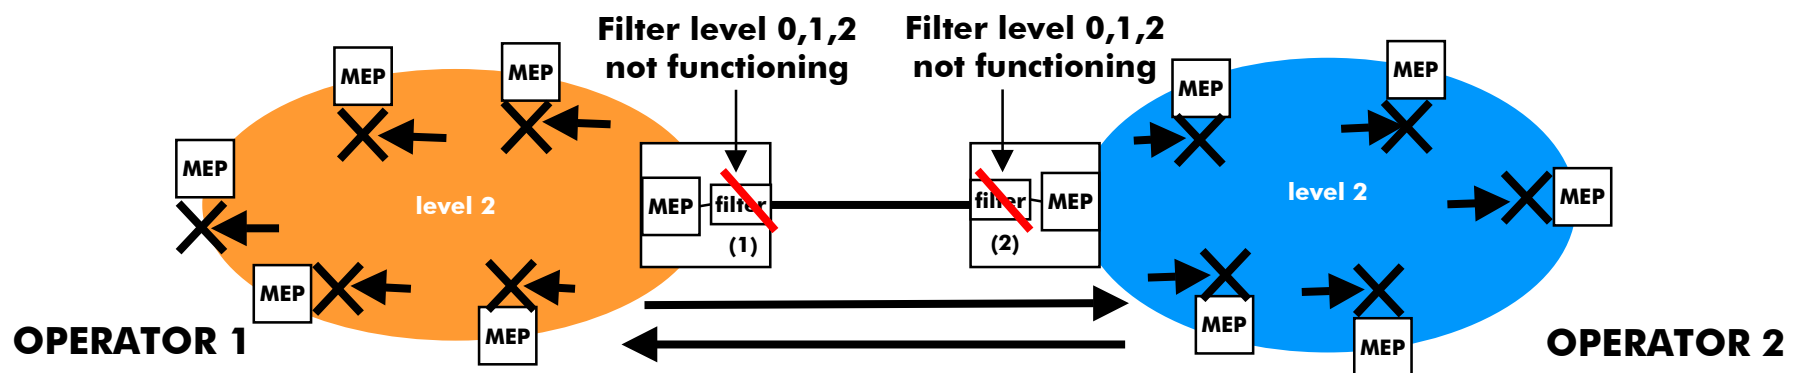 Filter level 0,1,2
not functioning
Filter level 0,1,2
not functioning
MEP
MEP
MEP
MEP
MEP
level 2
MEP
filter
(1)
filter
MEP
(2)
level 2
MEP
MEP
MEP
MEP
MEP
MEP
OPERATOR 1
MEP
OPERATOR 2